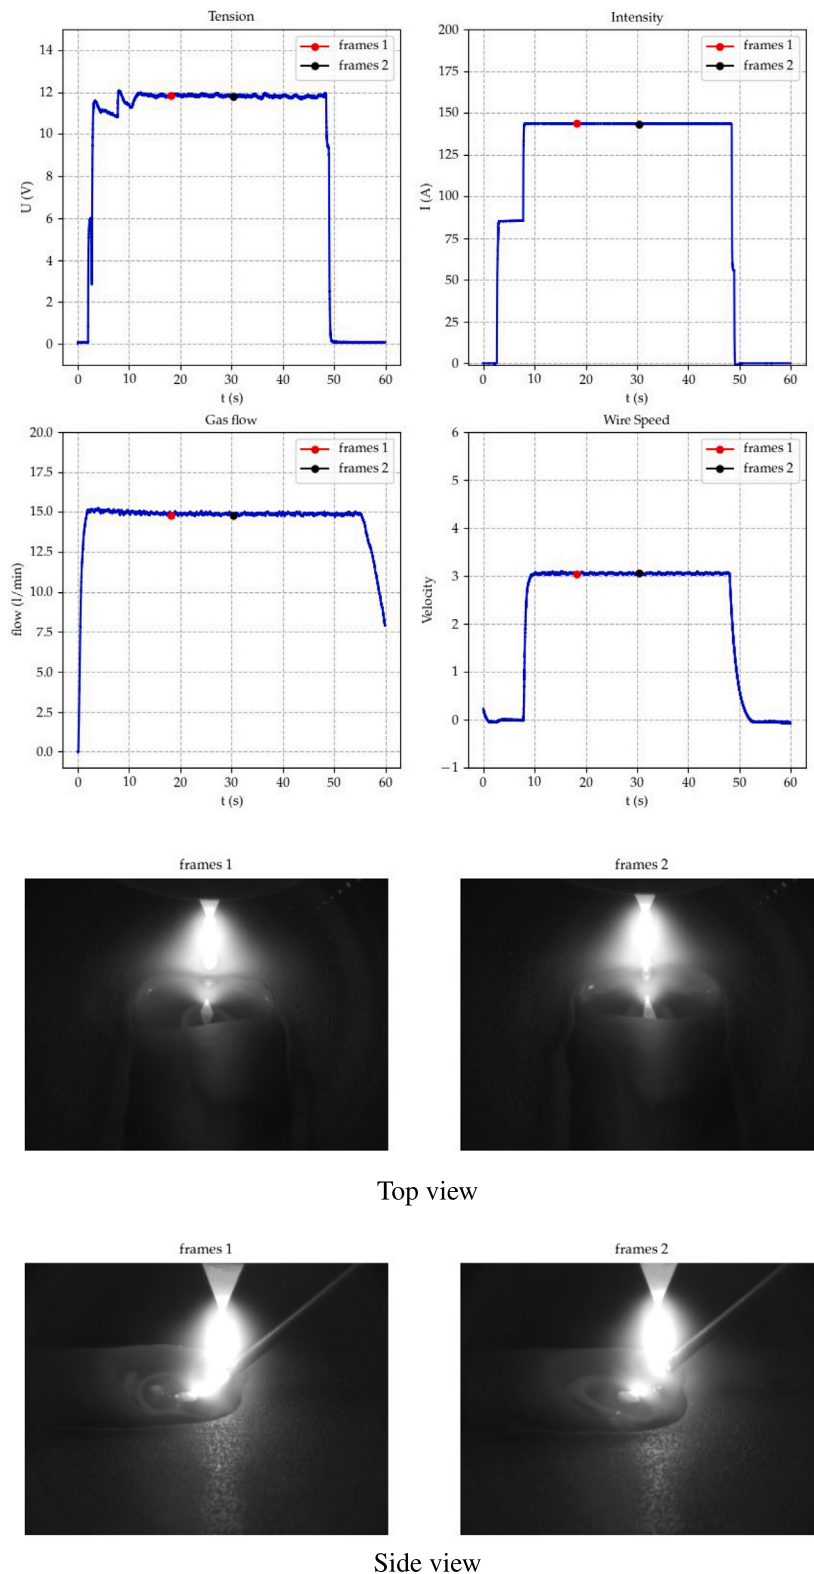 Tension
frames 1
frames 2
14
12
10
8
6
4
2
0
U (V)
0 10 20 30 40 50 60
t (s)
Intensity
frames 1
frames 2
200
175
150
125
100
75
50
25
0
I (A)
0 10 20 30 40 50 60
t (s)
Gas flow
frames 1
frames 2
20.0
17.5
15.0
12.5
10.0
7.5
5.0
2.5
0.0
flow (l/min)
0 10 20 30 40 50 60
t (s)
Wire Speed
frames 1
frames 2
6
5
4
3
2
1
0
−1
Velocity
0 10 20 30 40 50 60
t (s)
frames 1
frames 2
Top view
frames 1
frames 2
Side view